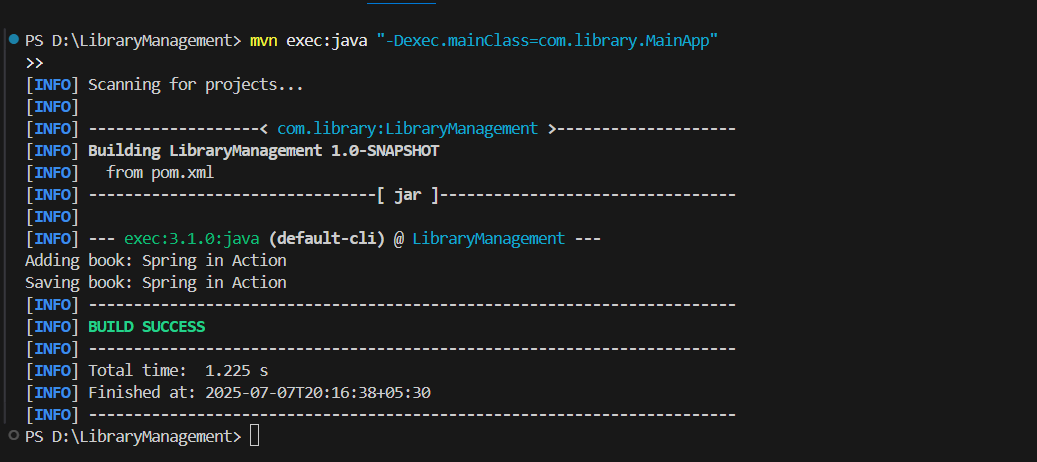 PS D:\LibraryManagement> mvn exec:java "-Dexec.mainClass=com.library.MainApp"
>>
[INFO] Scanning for projects...
[INFO]
[INFO] -------------------< com.library:LibraryManagement >--------------------
[INFO] Building LibraryManagement 1.0-SNAPSHOT
[INFO]   from pom.xml
[INFO] --------------------------------[ jar ]---------------------------------
[INFO]
[INFO] --- exec:3.1.0:java (default-cli) @ LibraryManagement ---
Adding book: Spring in Action
Saving book: Spring in Action
[INFO] ------------------------------------------------------------------------
[INFO] BUILD SUCCESS
[INFO] ------------------------------------------------------------------------
[INFO] Total time:  1.225 s
[INFO] Finished at: 2025-07-07T20:16:38+05:30
[INFO] ------------------------------------------------------------------------
PS D:\LibraryManagement>